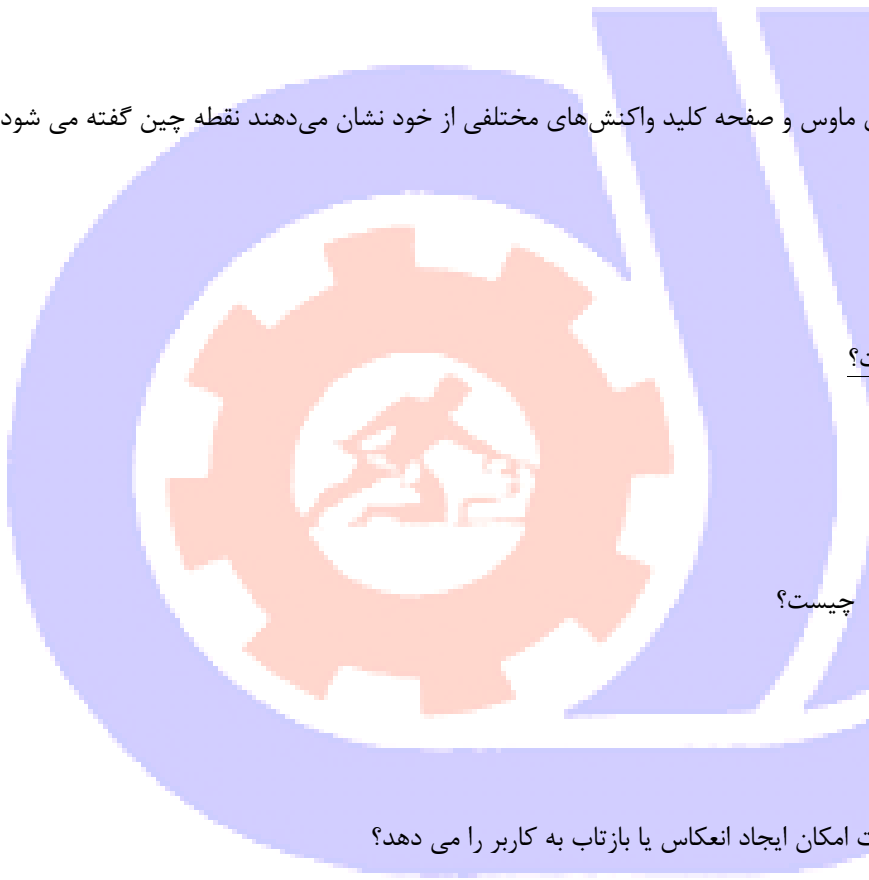 ماوس و صفحه کلید واکنش‌های مختلفی از خود نشان می‌دهند نقطه چین گفته می شود
چیست؟
امکان ایجاد انعکاس یا بازتاب به کاربر را می دهد؟